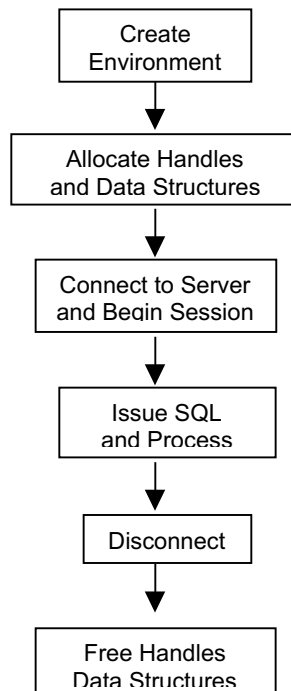 Create
Environment
Allocate Handles
and Data Structures
Connect to Server
and Begin Session
Issue SQL
and Process
Disconnect
Free Handles
Data Structures